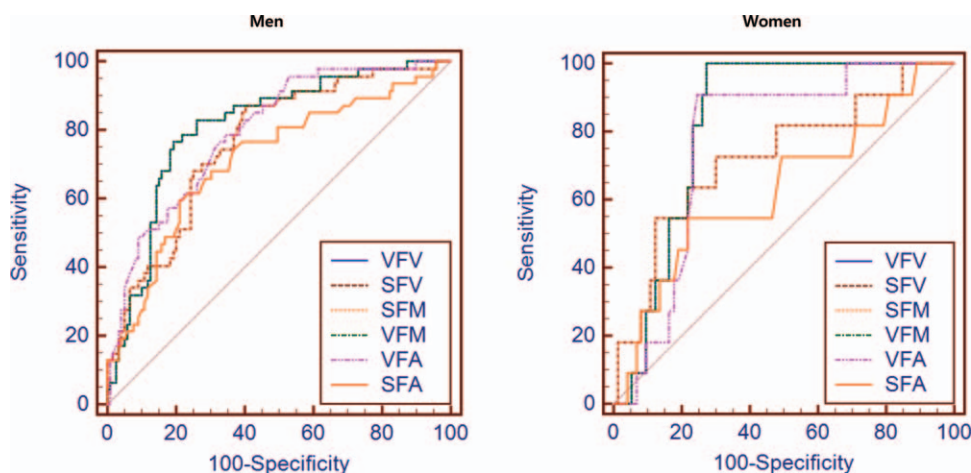 Men
Sensitivity
100
80
60
40
20
0
VFV
SFV
SFM
VFM
VFA
SFA
0 20 40 60 80 100
100-Specificity
Women
Sensitivity
100
80
60
40
20
0
VFV
SFV
SFM
VFM
VFA
SFA
0 20 40 60 80 100
100-Specificity